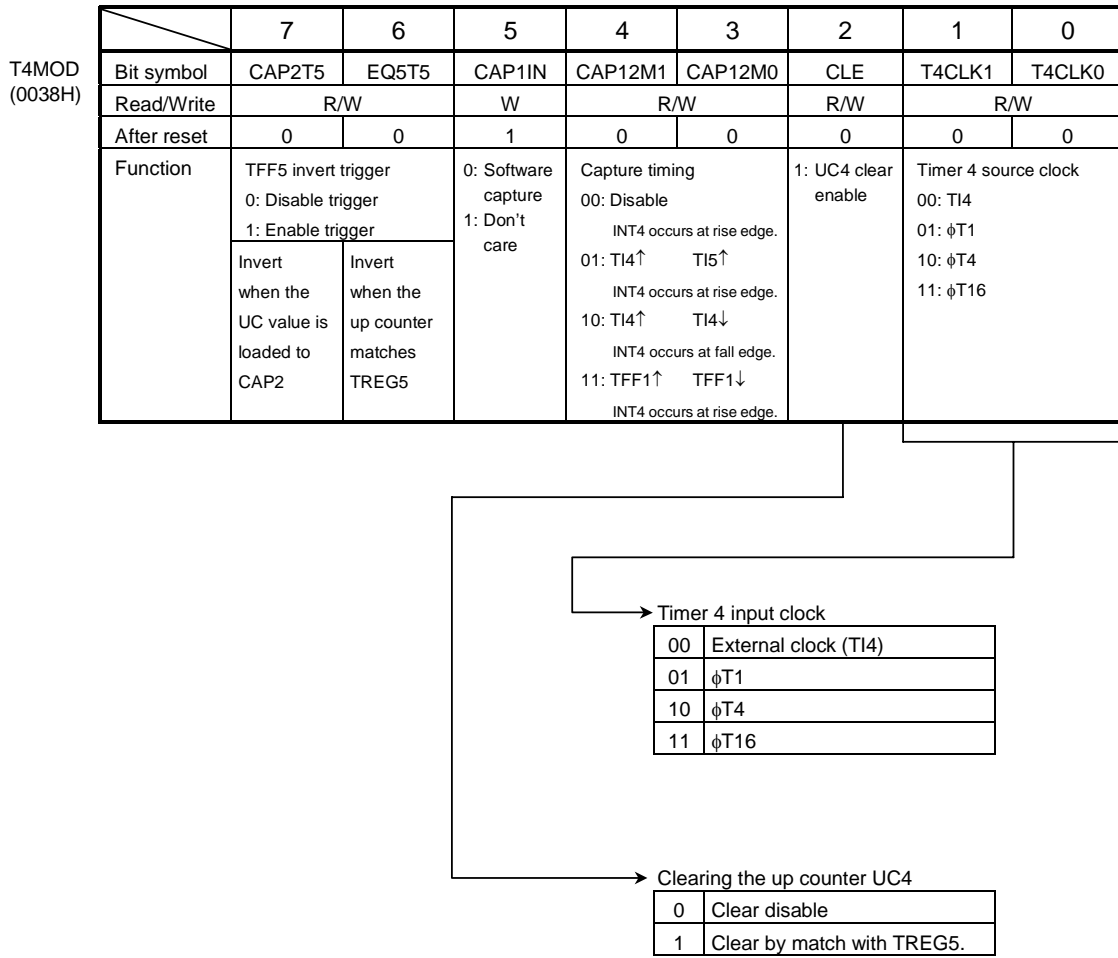 7 6 5 4 3 2 1 0
T4MOD
(0038H)
Bit symbol CAP2T5 EQ5T5 CAP1IN CAP12M1 CAP12M0 CLE T4CLK1 T4CLK0
Read/Write R/W W R/W R/W R/W
After reset 0 0 1 0 0 0 0 0
Function
TFF5 invert trigger
0: Disable trigger
1: Enable trigger
Invert
when the
UC value is
loaded to
CAP2
Invert
when the
up counter
matches
TREG5
0: Software
capture
1: Don't
care
Capture timing
00: Disable
INT4 occurs at rise edge.
01: TI4↑ TI5↑
INT4 occurs at rise edge.
10: TI4↑ TI4↓
INT4 occurs at fall edge.
11: TFF1↑ TFF1↓
INT4 occurs at rise edge.
1: UC4 clear
enable
Timer 4 source clock
00: TI4
01: ϕT1
10: ϕT4
11: ϕT16
Timer 4 input clock
00 External clock (TI4)
01 ϕT1
10 ϕT4
11 ϕT16
Clearing the up counter UC4
0 Clear disable
1 Clear by match with TREG5.